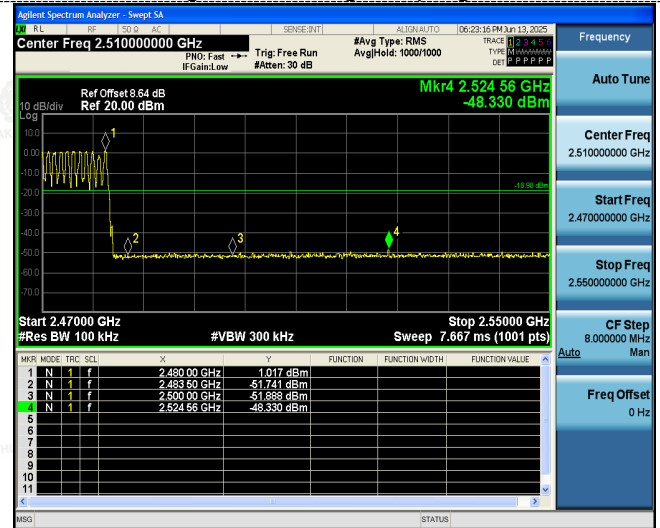 Agilent Spectrum Analyzer - Swept SA
LXI RL RF 50 Ω AC SENSE:INT ALIGN AUTO 06:23:16 PM Jun 13, 2025
Center Freq 2.510000000 GHz
PNO: Fast
IFGain:Low
Trig: Free Run
#Atten: 30 dB
#Avg Type: RMS
Avg|Hold: 1000/1000
TRACE 1 2 3 4 5 6
TYPE M
DET P P P P P P
Mkr4 2.524 56 GHz
-48.330 dBm
Ref Offset 8.64 dB
10 dB/div Ref 20.00 dBm
Log
10.0
0.00
-10.0
-20.0
-30.0
-40.0
-50.0
-60.0
-70.0
1
2
3
4
-18.98 dBm
Start 2.47000 GHz
Stop 2.55000 GHz
#Res BW 100 kHz #VBW 300 kHz Sweep 7.667 ms (1001 pts)
MKR MODE TRC SCL X Y FUNCTION FUNCTION WIDTH FUNCTION VALUE
1 N 1 f 2.480 00 GHz 1.017 dBm
2 N 1 f 2.483 50 GHz -51.741 dBm
3 N 1 f 2.500 00 GHz -51.888 dBm
4 N 1 f 2.524 56 GHz -48.330 dBm
5
6
7
8
9
10
11
MSG STATUS
Frequency
Auto Tune
Center Freq
2.510000000 GHz
Start Freq
2.470000000 GHz
Stop Freq
2.550000000 GHz
CF Step
8.000000 MHz
Auto Man
Freq Offset
0 Hz